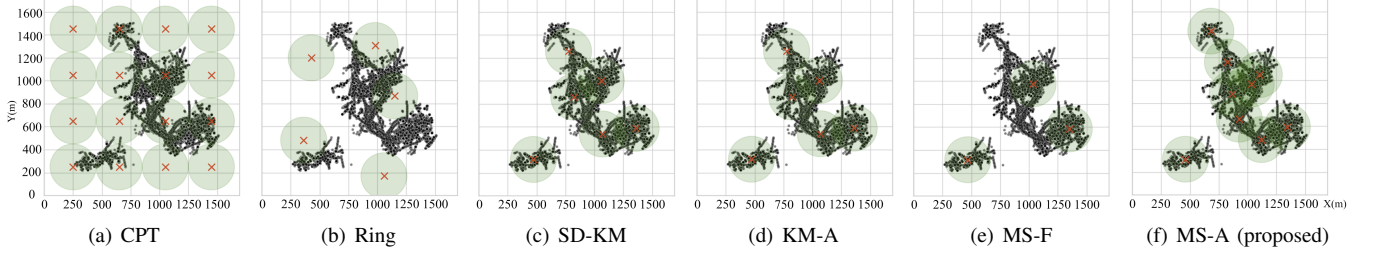 1600
1400
1200
1000
800
600
400
200
0
Y(m)
0 250 500 750 1000 1250 1500
0 250 500 750 1000 1250 1500
0 250 500 750 1000 1250 1500
0 250 500 750 1000 1250 1500
0 250 500 750 1000 1250 1500
0 250 500 750 1000 1250 1500 X(m)
(a) CPT
(b) Ring
(c) SD-KM
(d) KM-A
(e) MS-F
(f) MS-A (proposed)